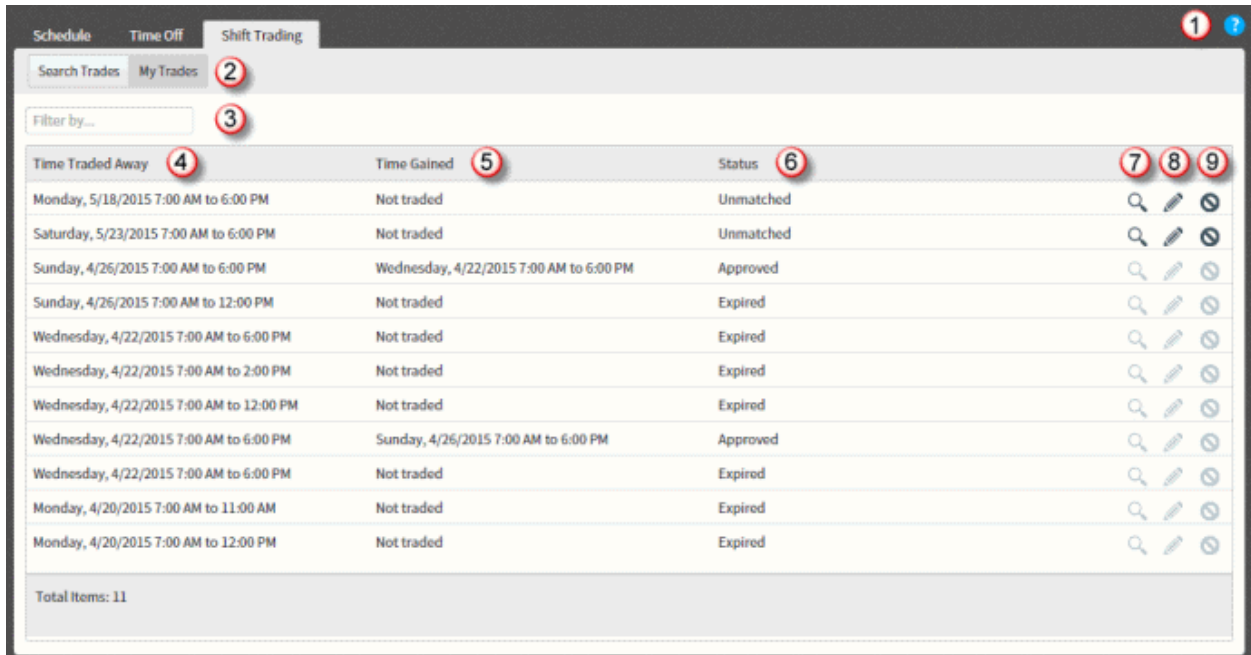 Schedule Time Off Shift Trading 1 ?
Search Trades My Trades 2
Filter by... 3
Time Traded Away 4 Time Gained 5 Status 6 7 8 9
Monday, 5/18/2015 7:00 AM to 6:00 PM Not traded Unmatched
Saturday, 5/23/2015 7:00 AM to 6:00 PM Not traded Unmatched
Sunday, 4/26/2015 7:00 AM to 6:00 PM Wednesday, 4/22/2015 7:00 AM to 6:00 PM Approved
Sunday, 4/26/2015 7:00 AM to 12:00 PM Not traded Expired
Wednesday, 4/22/2015 7:00 AM to 6:00 PM Not traded Expired
Wednesday, 4/22/2015 7:00 AM to 2:00 PM Not traded Expired
Wednesday, 4/22/2015 7:00 AM to 12:00 PM Not traded Expired
Wednesday, 4/22/2015 7:00 AM to 6:00 PM Sunday, 4/26/2015 7:00 AM to 6:00 PM Approved
Wednesday, 4/22/2015 7:00 AM to 6:00 PM Not traded Expired
Monday, 4/20/2015 7:00 AM to 11:00 AM Not traded Expired
Monday, 4/20/2015 7:00 AM to 12:00 PM Not traded Expired
Total Items: 11